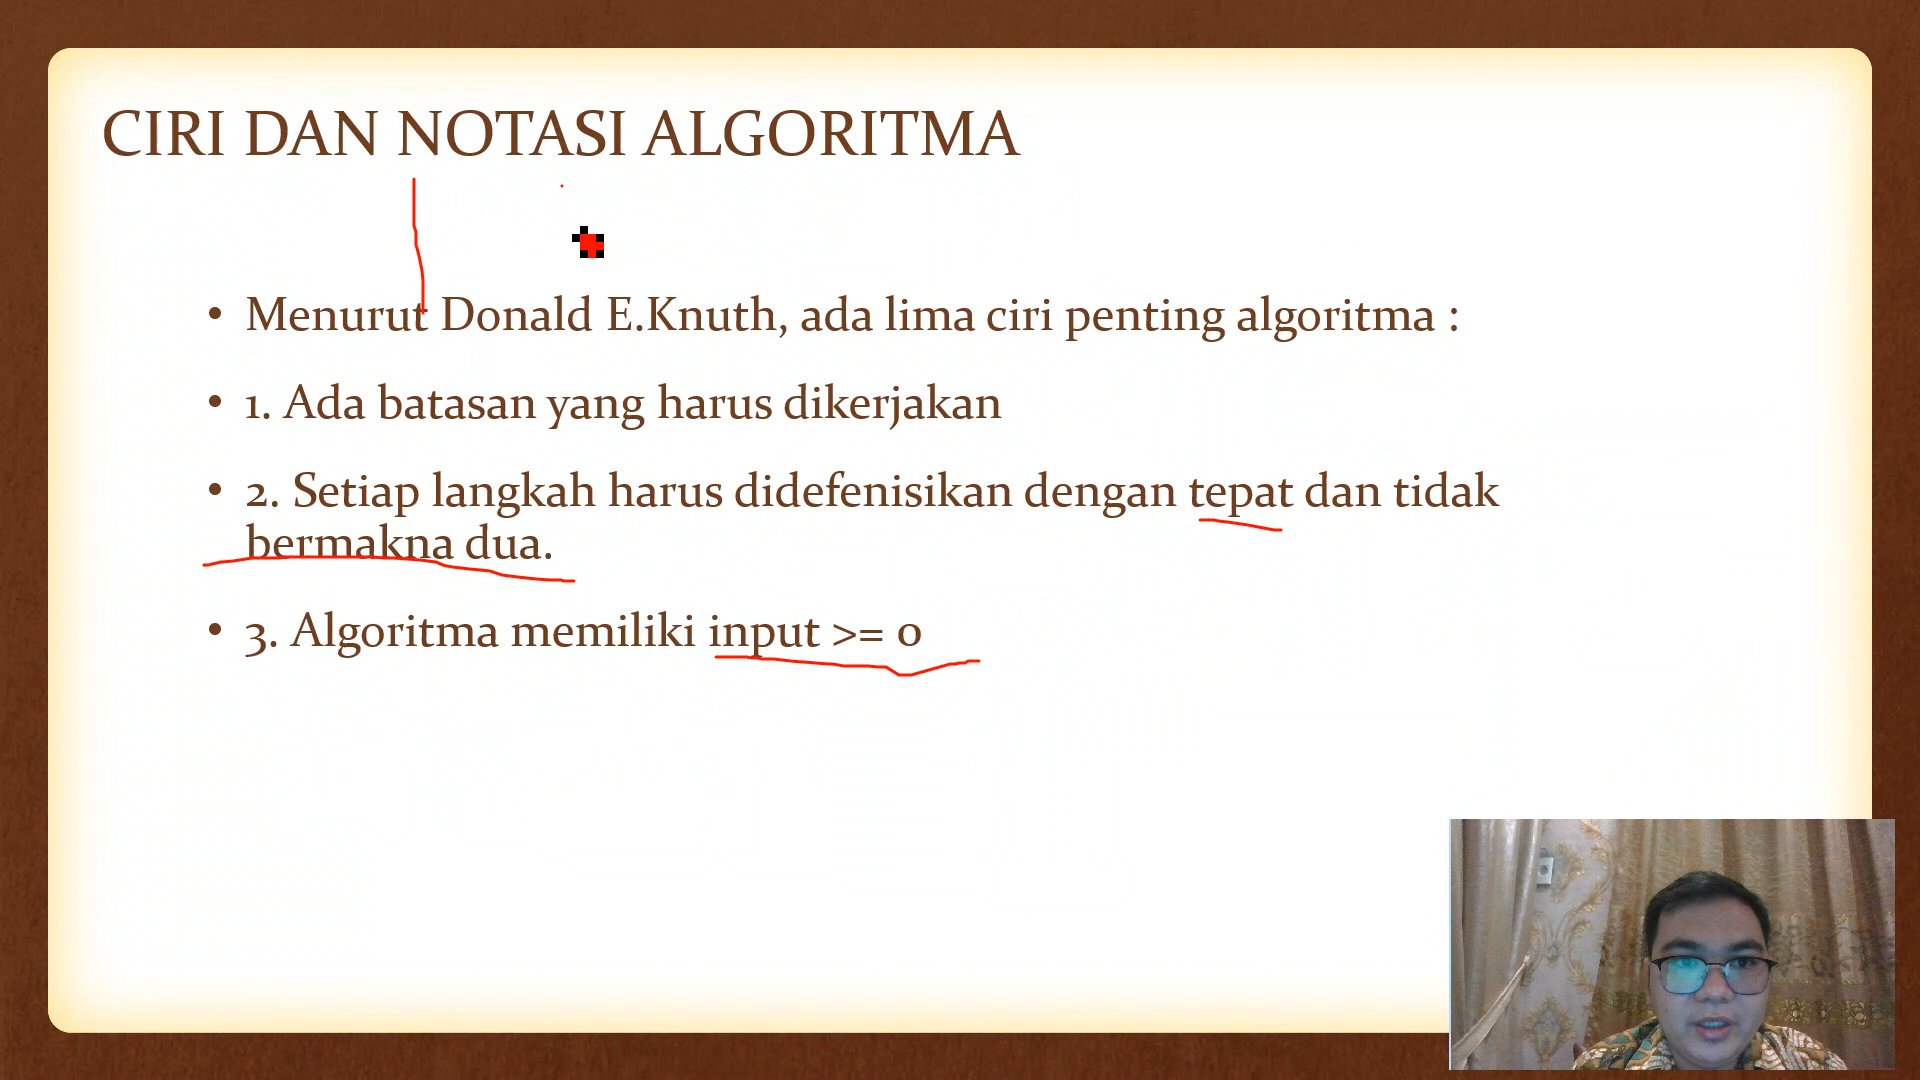 CIRI DAN NOTASI ALGORITMA
• Menurut Donald E.Knuth, ada lima ciri penting algoritma :
• 1. Ada batasan yang harus dikerjakan
• 2. Setiap langkah harus didefenisikan dengan tepat dan tidak
bermakna dua.
• 3. Algoritma memiliki input >= 0